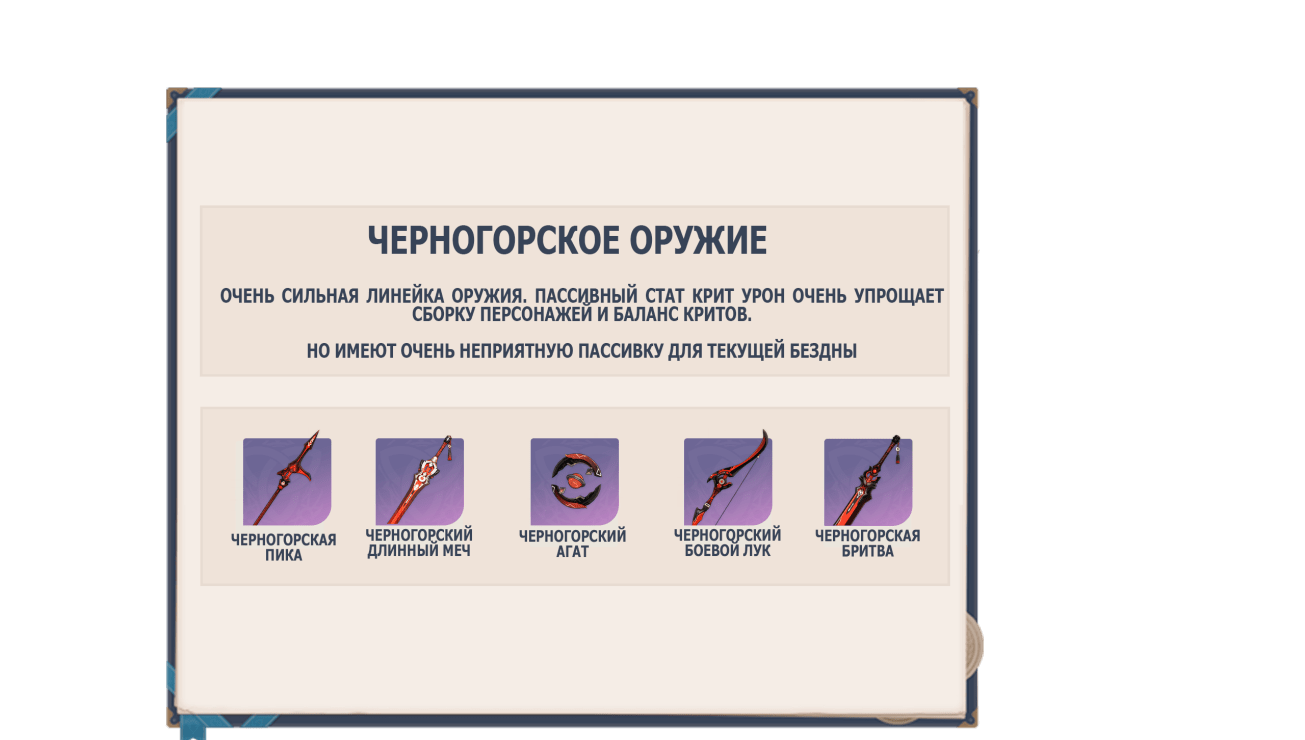 ЧЕРНОГОРСКОЕ ОРУЖИЕ
ОЧЕНЬ СИЛЬНАЯ ЛИНЕЙКА ОРУЖИЯ. ПАССИВНЫЙ СТАТ КРИТ УРОН ОЧЕНЬ УПРОЩАЕТ
СБОРКУ ПЕРСОНАЖЕЙ И БАЛАНС КРИТОВ.
НО ИМЕЮТ ОЧЕНЬ НЕПРИЯТНУЮ ПАССИВКУ ДЛЯ ТЕКУЩЕЙ БЕЗДНЫ
ЧЕРНОГОРСКАЯ
ПИКА
ЧЕРНОГОРСКИЙ
ДЛИННЫЙ МЕЧ
ЧЕРНОГОРСКИЙ
АГАТ
ЧЕРНОГОРСКИЙ
БОЕВОЙ ЛУК
ЧЕРНОГОРСКАЯ
БРИТВА